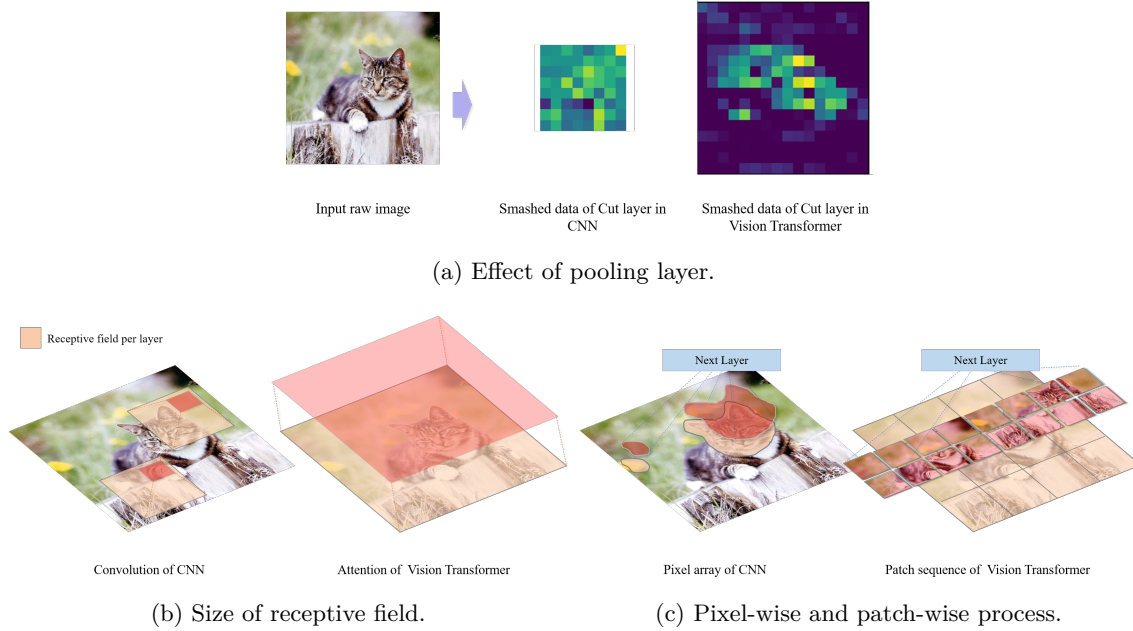 Input raw image
Smashed data of Cut layer in
CNN
Smashed data of Cut layer in
Vision Transformer
(a) Effect of pooling layer.
Receptive field per layer
Convolution of CNN
Attention of Vision Transformer
(b) Size of receptive field.
Next Layer
Next Layer
Pixel array of CNN
Patch sequence of Vision Transformer
(c) Pixel-wise and patch-wise process.